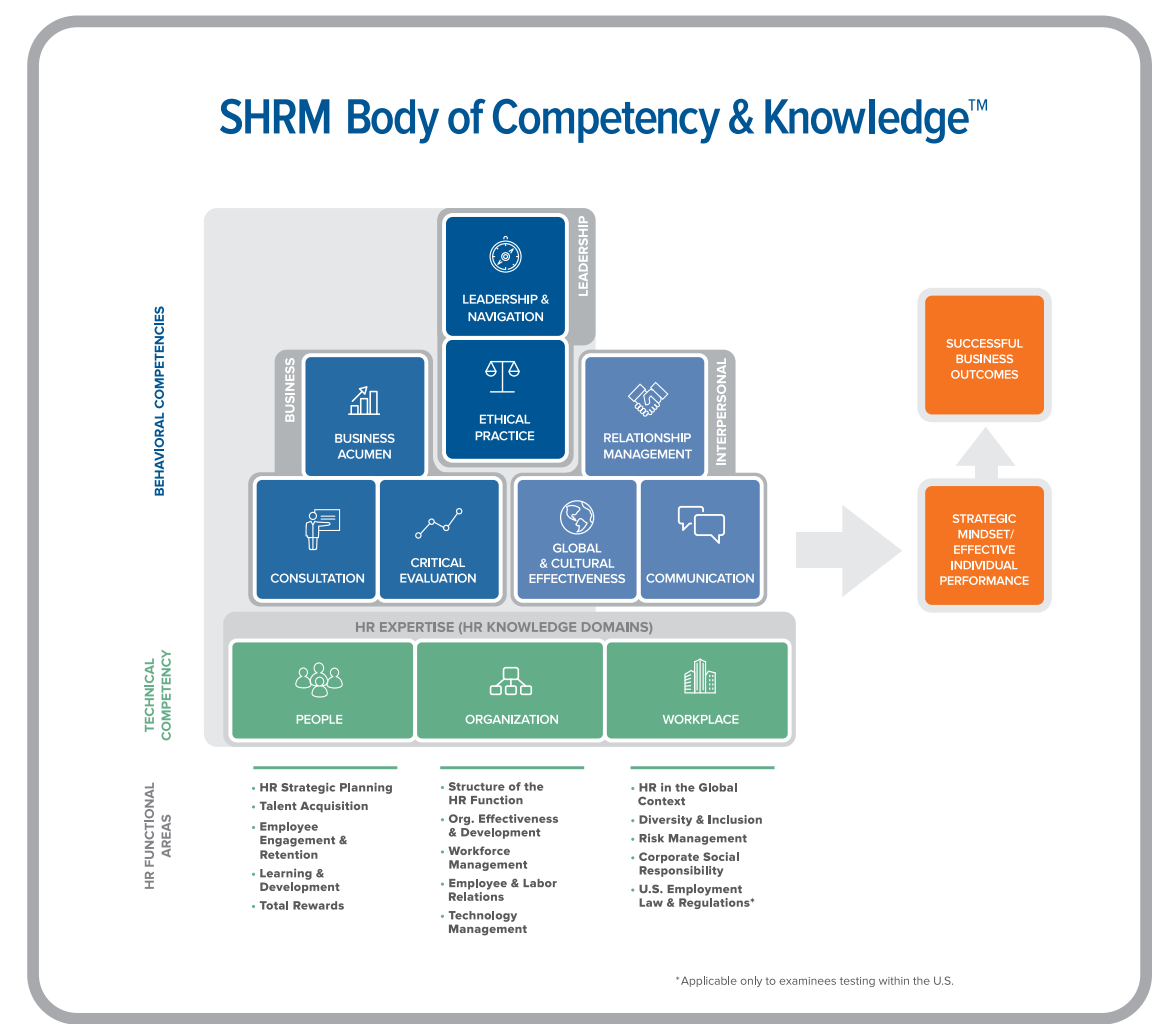 SHRM Body of Competency & Knowledge™
BEHAVIORAL COMPETENCIES
LEADERSHIP
LEADERSHIP &
NAVIGATION
ETHICAL
PRACTICE
BUSINESS
BUSINESS
ACUMEN
CONSULTATION
CRITICAL
EVALUATION
INTERPERSONAL
RELATIONSHIP
MANAGEMENT
GLOBAL
& CULTURAL
EFFECTIVENESS
COMMUNICATION
SUCCESSFUL
BUSINESS
OUTCOMES
STRATEGIC
MINDSET/
EFFECTIVE
INDIVIDUAL
PERFORMANCE
TECHNICAL
COMPETENCY
HR EXPERTISE (HR KNOWLEDGE DOMAINS)
PEOPLE
ORGANIZATION
WORKPLACE
HR FUNCTIONAL
AREAS
• HR Strategic Planning
• Talent Acquisition
• Employee
Engagement &
Retention
• Learning &
Development
• Total Rewards
• Structure of the
HR Function
• Org. Effectiveness
& Development
• Workforce
Management
• Employee & Labor
Relations
• Technology
Management
• HR in the Global
Context
• Diversity & Inclusion
• Risk Management
• Corporate Social
Responsibility
• U.S. Employment
Law & Regulations*
*Applicable only to examinees testing within the U.S.